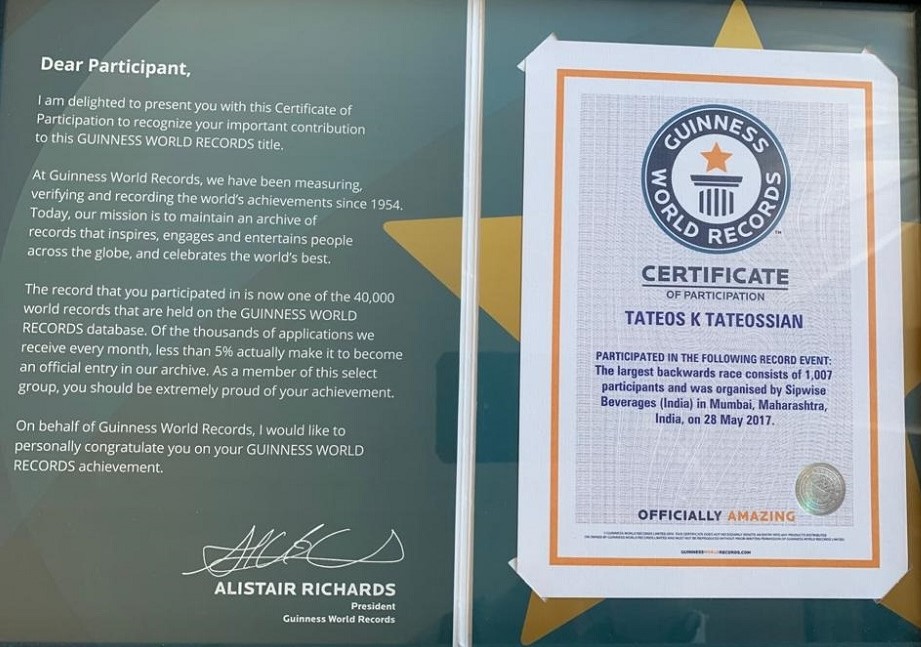 Dear Participant,
I am delighted to present you with this Certificate of
Participation to recognize your important contribution
to this GUINNESS WORLD RECORDS title.
At Guinness World Records, we have been measuring,
verifying and recording the world's achievements since 1954.
Today, our mission is to maintain an archive of
records that inspires, engages and entertains people
across the globe, and celebrates the world's best.
The record that you participated in is now one of the 40,000
world records that are held on the GUINNESS WORLD
RECORDS database. Of the thousands of applications we
receive every month, less than 5% actually make it to become
an official entry in our archive. As a member of this select
group, you should be extremely proud of your achievement.
On behalf of Guinness World Records, I would like to
personally congratulate you on your GUINNESS WORLD
RECORDS achievement.
ALISTAIR RICHARDS
President
Guinness World Records
GUINNESS
WORLD RECORDS
TM
CERTIFICATE
OF PARTICIPATION
TATEOS K TATEOSSIAN
PARTICIPATED IN THE FOLLOWING RECORD EVENT:
The largest backwards race consists of 1,007
participants and was organised by Sipwise
Beverages (India) in Mumbai, Maharashtra,
India, on 28 May 2017.
OFFICIALLY AMAZING
GUINNESSWORLDRECORDS.COM